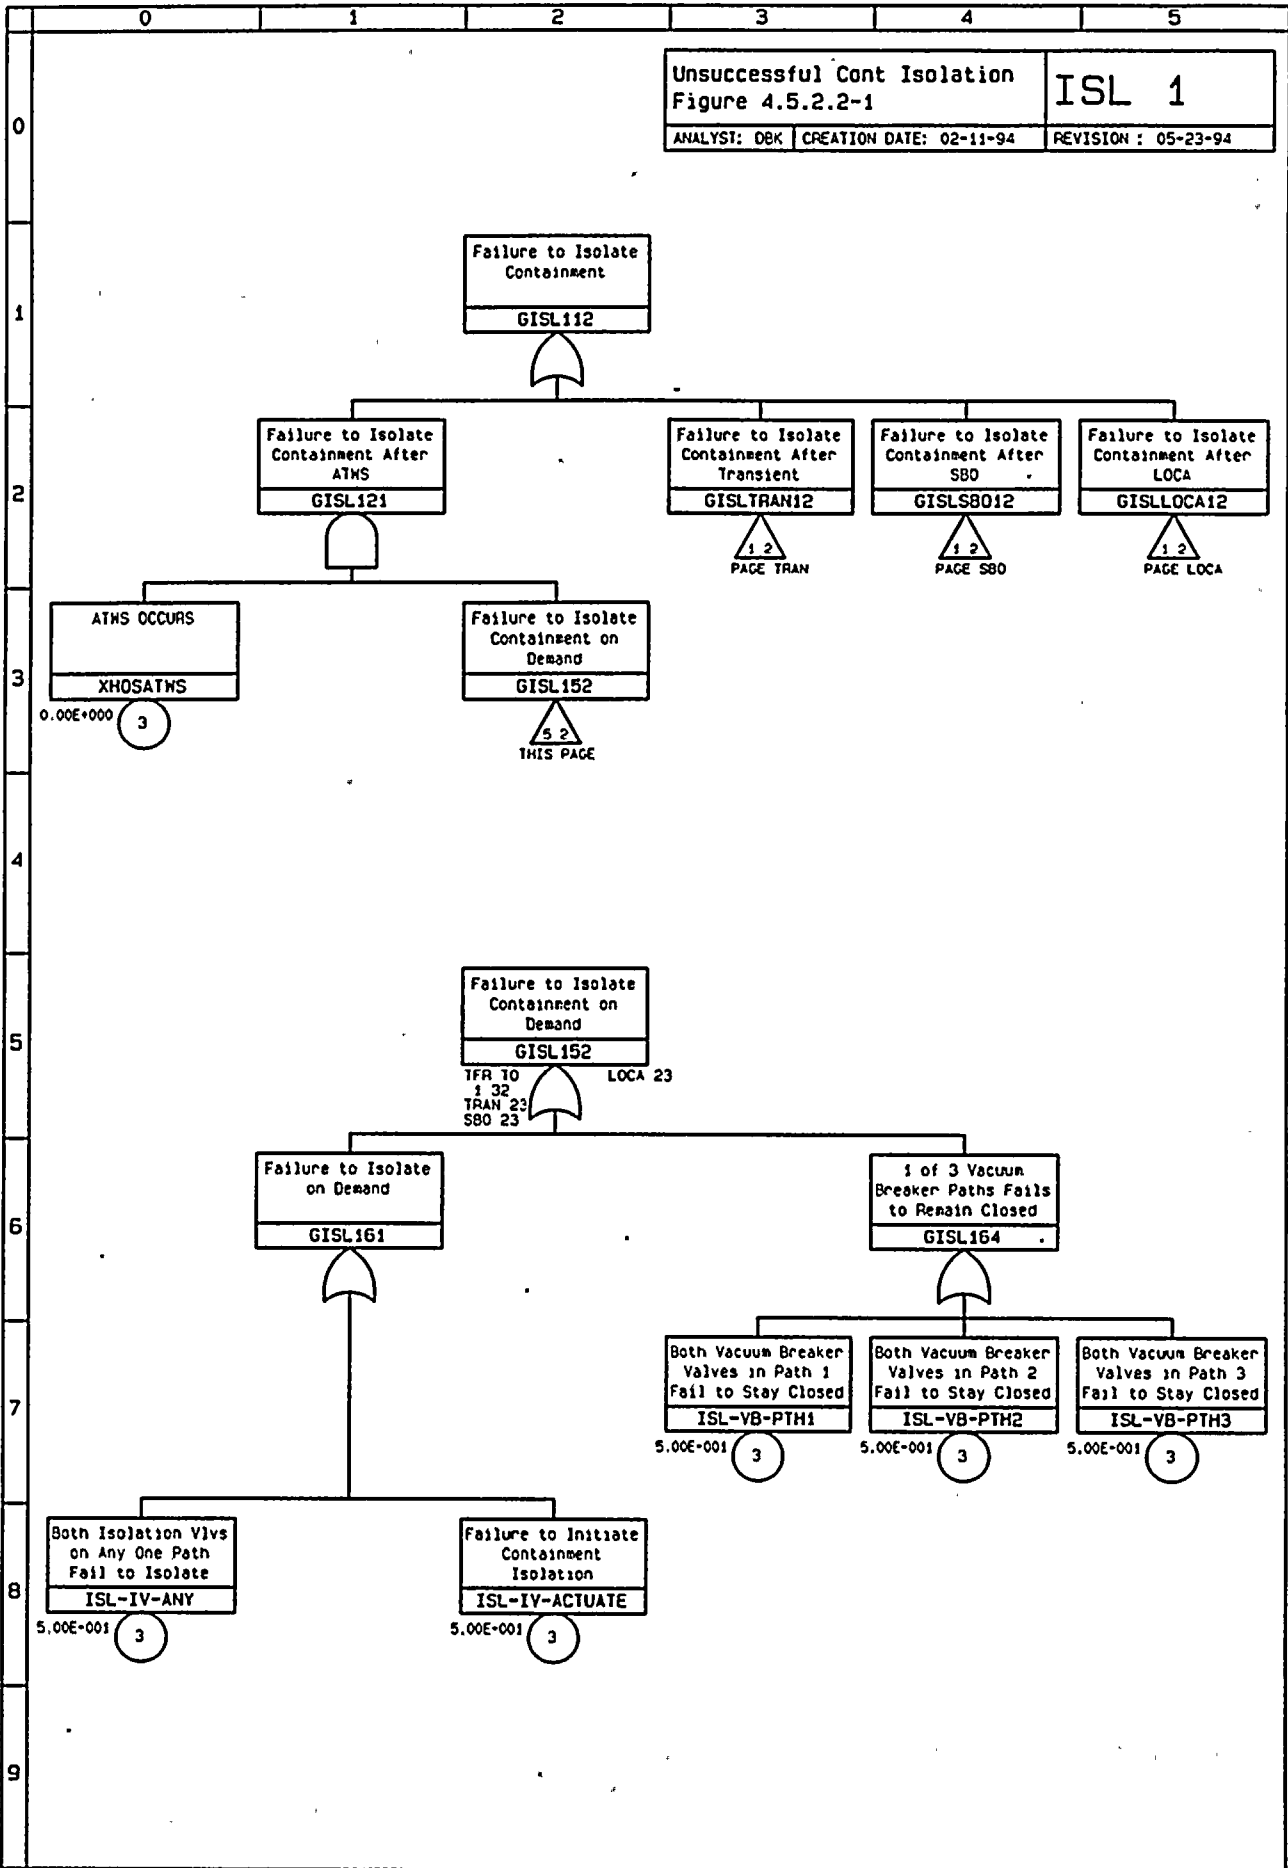 0 1 2 3 4 5
Unsuccessful Cont Isolation
Figure 4.5.2.2-1
ISL 1
ANALYST: DBK
CREATION DATE: 02-11-94
REVISION : 05-23-94
0
1
2
3
4
5
6
7
8
9
Failure to Isolate
Containment
GISL112
Failure to Isolate
Containment After
ATWS
GISL121
Failure to Isolate
Containment After
Transient
GISLTRAN12
1 2
PAGE TRAN
Failure to Isolate
Containment After
SBO
GISLSBO12
1 2
PAGE SBO
Failure to Isolate
Containment After
LOCA
GISLLOCA12
1 2
PAGE LOCA
ATWS OCCURS
XHOSATWS
0.00E+000
3
Failure to Isolate
Containment on
Demand
GISL152
5 2
THIS PAGE
Failure to Isolate
Containment on
Demand
GISL152
TFR TO
1 32
TRAN 23
SBO 23
LOCA 23
Failure to Isolate
on Demand
GISL161
1 of 3 Vacuum
Breaker Paths Fails
to Remain Closed
GISL164
Both Vacuum Breaker
Valves in Path 1
Fail to Stay Closed
ISL-VB-PTH1
5.00E-001
3
Both Vacuum Breaker
Valves in Path 2
Fail to Stay Closed
ISL-VB-PTH2
5.00E-001
3
Both Vacuum Breaker
Valves in Path 3
Fail to Stay Closed
ISL-VB-PTH3
5.00E-001
3
Both Isolation Vlvs
on Any One Path
Fail to Isolate
ISL-IV-ANY
5.00E-001
3
Failure to Initiate
Containment
Isolation
ISL-IV-ACTUATE
5.00E-001
3